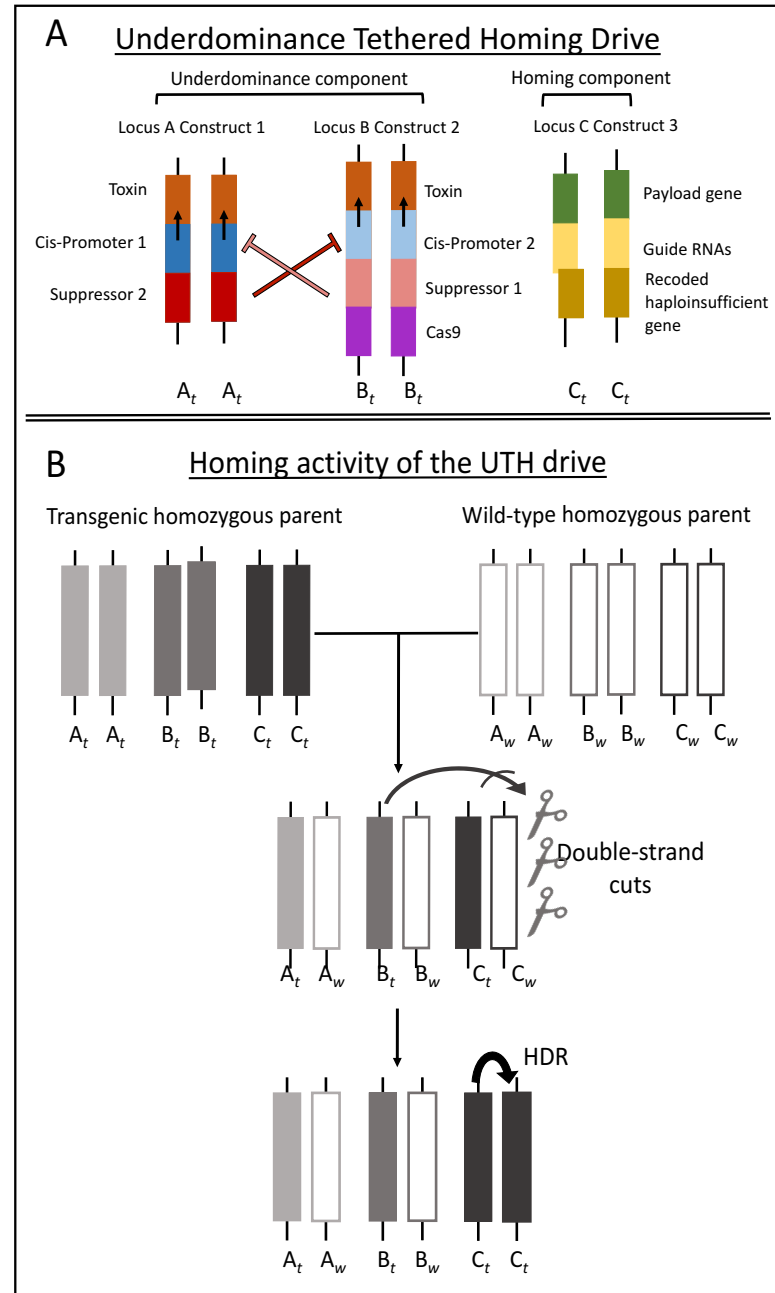 A
Underdominance Tethered Homing Drive
Underdominance component
Homing component
Locus A Construct 1
Locus B Construct 2
Locus C Construct 3
Toxin
Toxin
Payload gene
Cis-Promoter 1
Cis-Promoter 2
Guide RNAs
Suppressor 2
Suppressor 1
Recoded
haploinsufficient
gene
Cas9
At At
Bt Bt
Ct Ct
B
Homing activity of the UTH drive
Transgenic homozygous parent
Wild-type homozygous parent
At At Bt Bt Ct Ct
Aw Aw Bw Bw Cw Cw
Double-strand
cuts
At Aw Bt Bw Ct Cw
HDR
At Aw Bt Bw Ct Ct